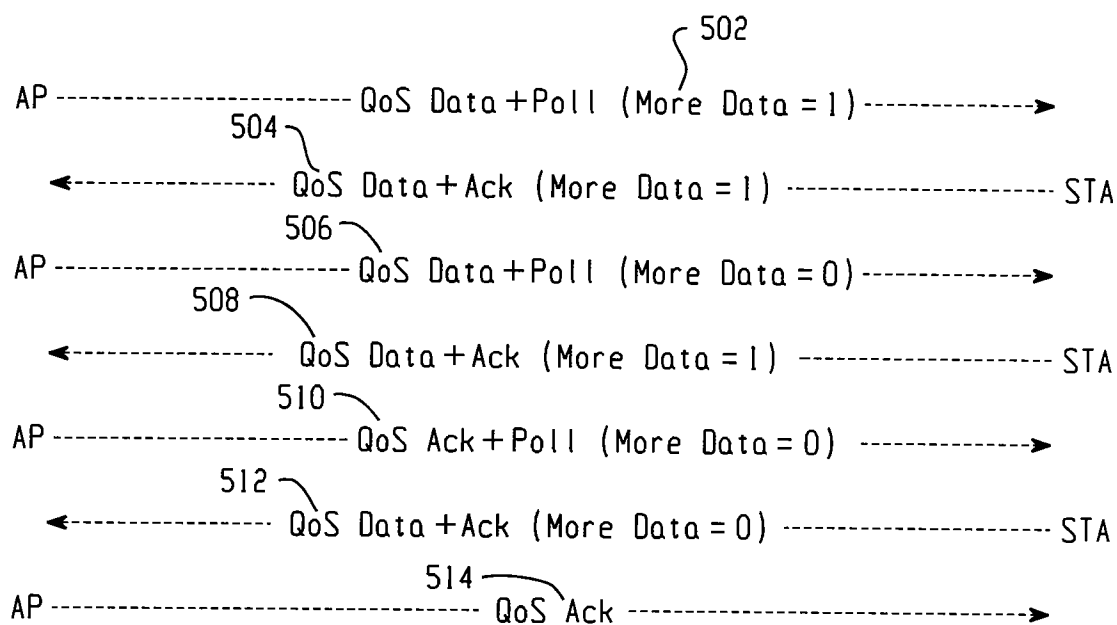 502
AP QoS Data+Poll (More Data = 1)
504
QoS Data+Ack (More Data = 1) STA
506
AP QoS Data+Poll (More Data = 0)
508
QoS Data+Ack (More Data = 1) STA
510
AP QoS Ack+Poll (More Data = 0)
512
QoS Data+Ack (More Data = 0) STA
514
AP QoS Ack